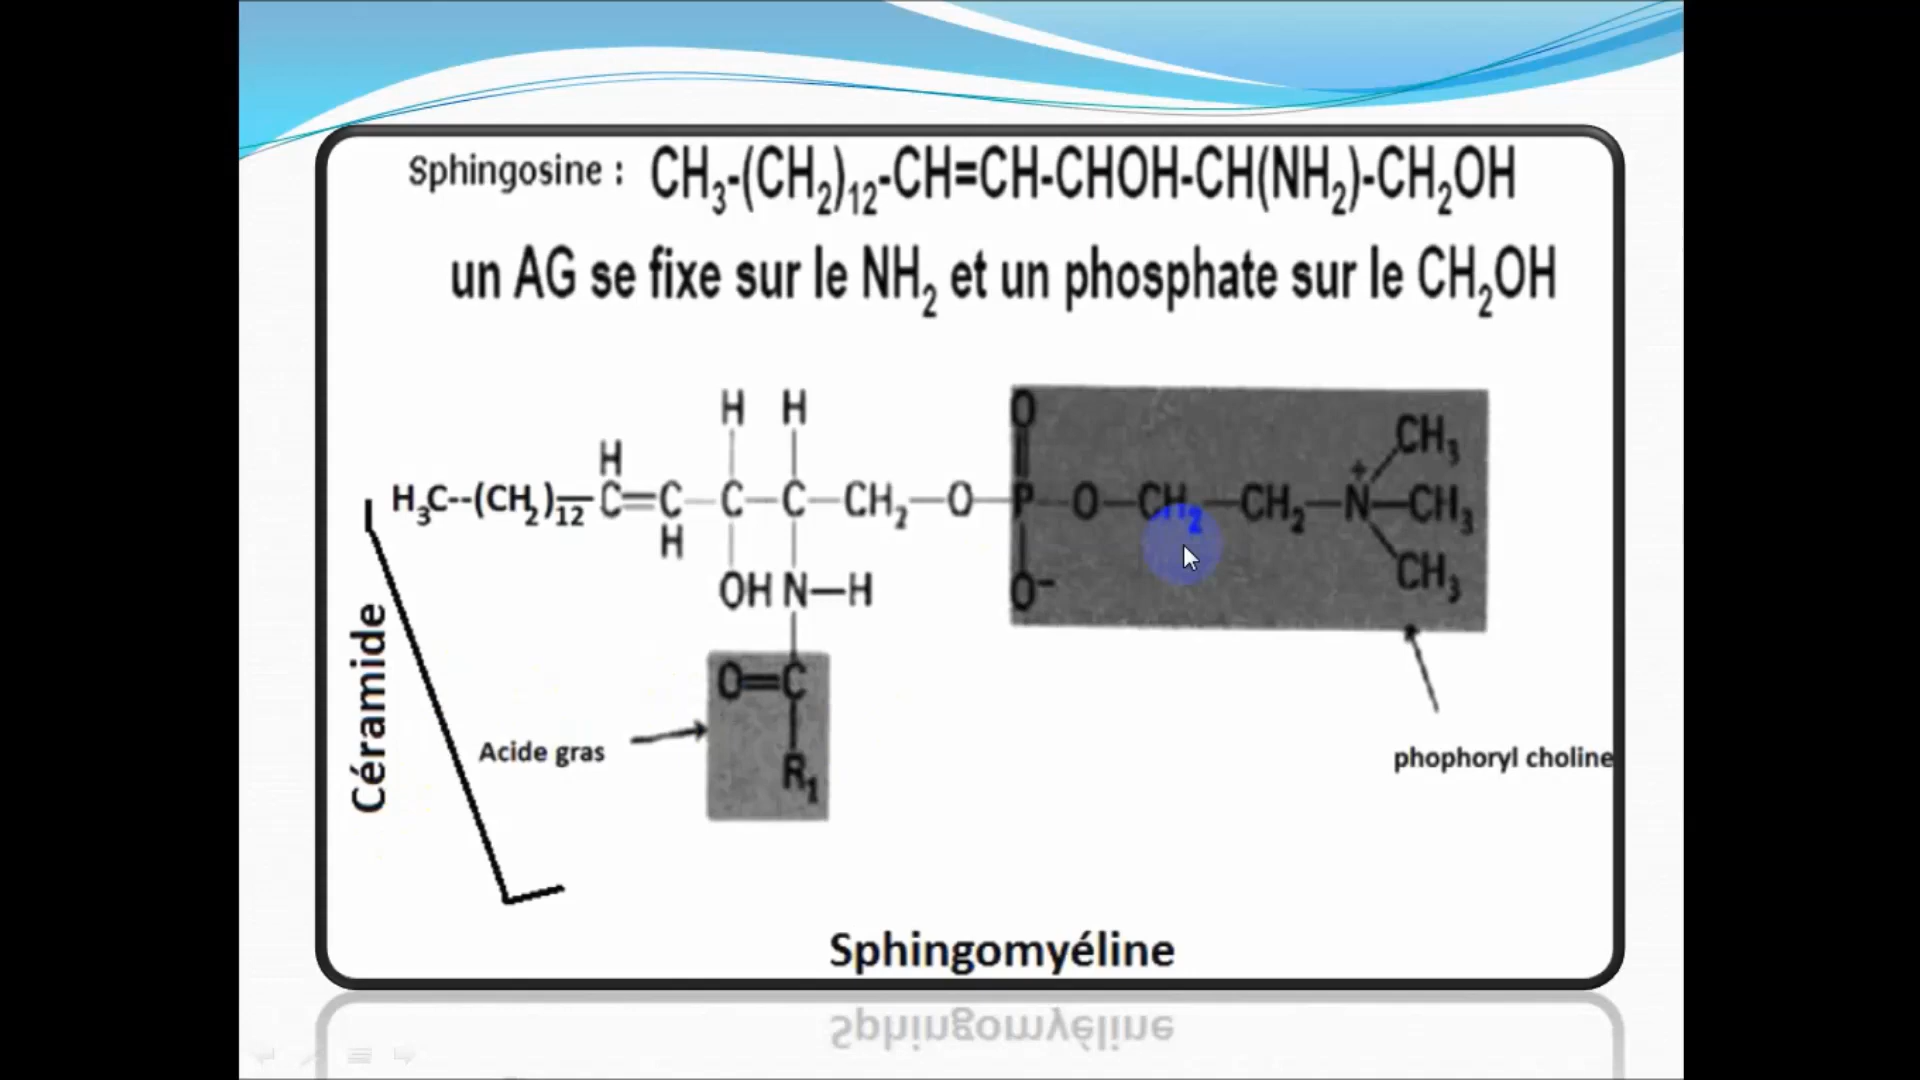 Sphingosine : CH₃-(CH₂)₁₂-CH=CH-CHOH-CH(NH₂)-CH₂OH
un AG se fixe sur le NH₂ et un phosphate sur le CH₂OH
H H O CH₃
H +
H₃C--(CH₂)₁₂—C=C—C—C—CH₂—O—P—O—CH₂—CH₂—N—CH₃
H CH₃
OH N—H O⁻
O=C
R₁
Céramide
Acide gras
phophoryl choline
Sphingomyéline